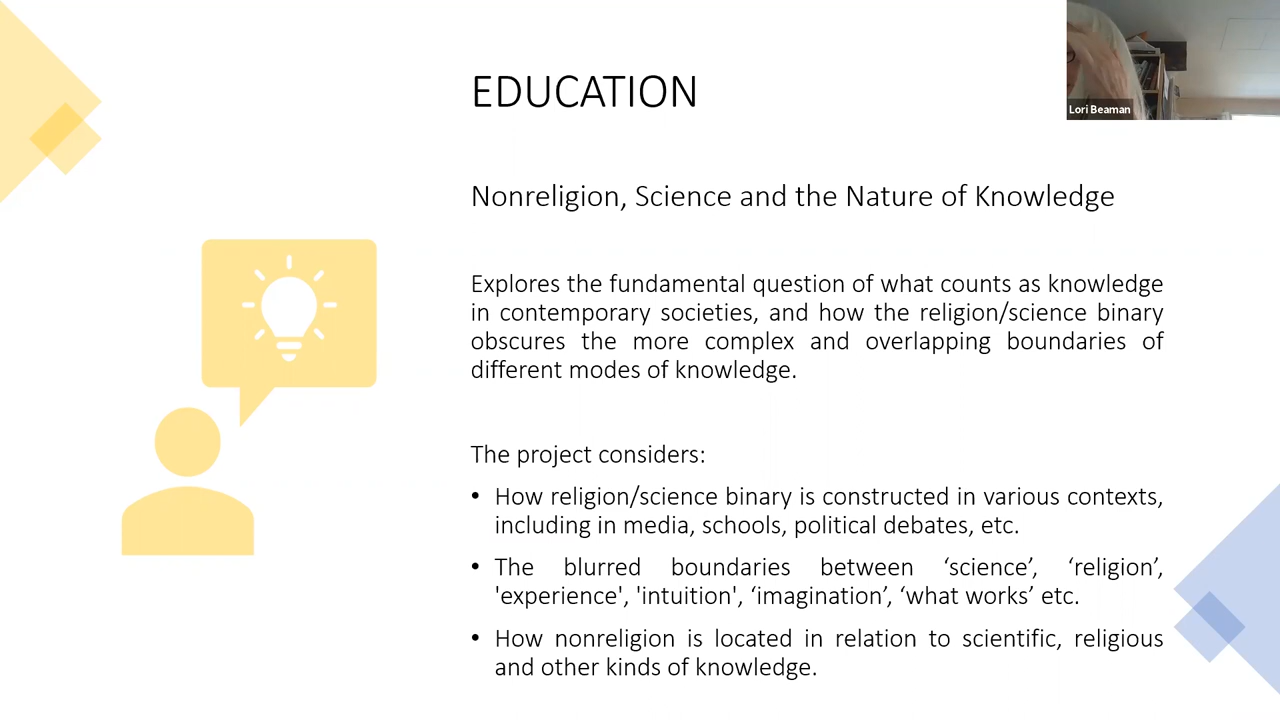 EDUCATION
Lori Beaman
Nonreligion, Science and the Nature of Knowledge
Explores the fundamental question of what counts as knowledge
in contemporary societies, and how the religion/science binary
obscures the more complex and overlapping boundaries of
different modes of knowledge.
The project considers:
• How religion/science binary is constructed in various contexts,
including in media, schools, political debates, etc.
• The blurred boundaries between ‘science’, ‘religion’,
'experience', 'intuition', ‘imagination’, ‘what works’ etc.
• How nonreligion is located in relation to scientific, religious
and other kinds of knowledge.